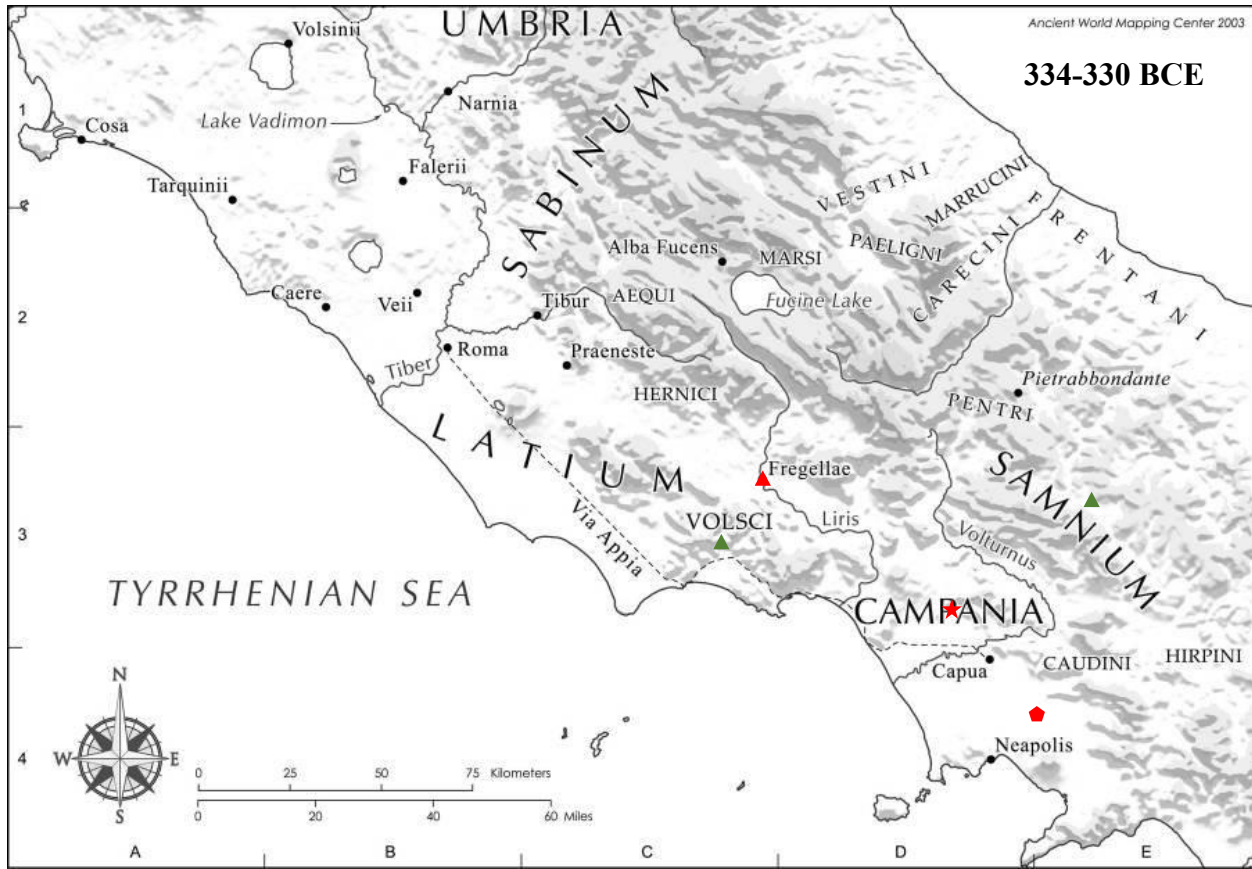 Ancient World Mapping Center 2003
334-330 BCE
UMBRIA
Volsinii
Narnia
Lake Vadimon
1
Cosa
Falerii
Tarquinii
SABINUM
VESTINI
MARRUCINI
FRENTANI
PAELIGNI
CARECINI
Alba Fucens
MARSI
AEQUI
Fucine Lake
Caere
Veii
Tibur
2
Tiber
Roma
Praeneste
HERNICI
Pietrabbondante
PENTRI
LATIUM
Fregellae
SAMNIUM
VOLSCI
Liris
Via Appia
Volturnus
3
TYRRHENIAN SEA
CAMPANIA
Capua
CAUDINI
HIRPINI
N
W
E
S
4
Neapolis
0 25 50 75 Kilometers
0 20 40 60 Miles
A B C D E